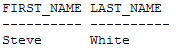 FIRST_NAME LAST_NAME
---------- ----------
Steve      White